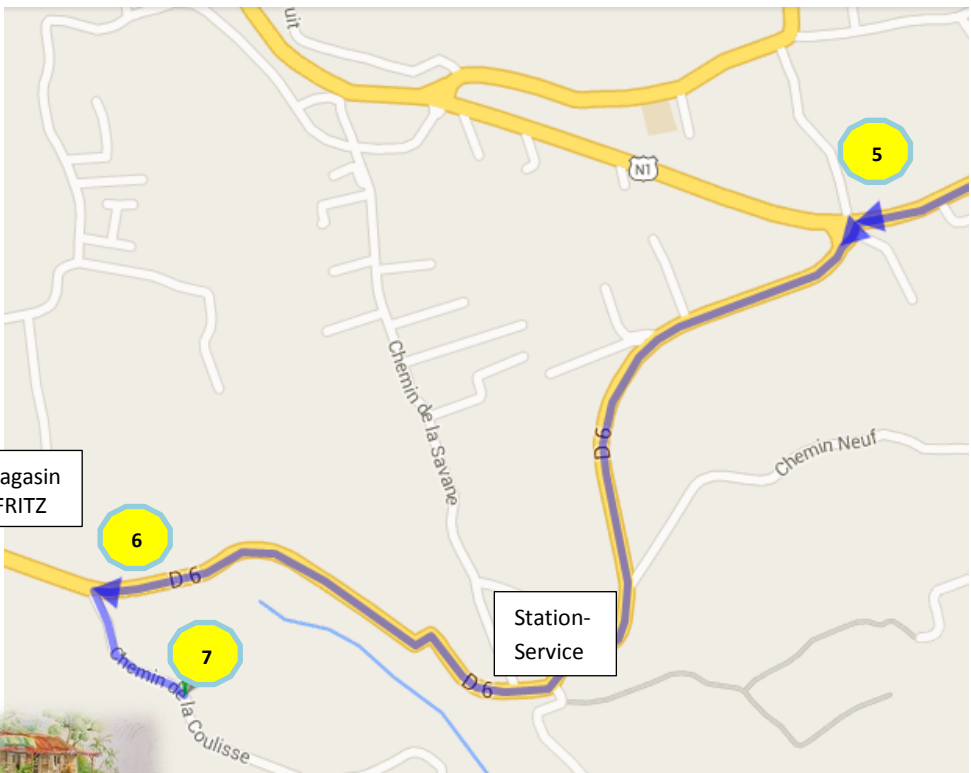 uit
5
N1
Chemin de la Savane
D 6
Chemin Neuf
agasin
FRITZ
6
D 6
Station-
Service
7
D 6
Chemin de la Coulisse